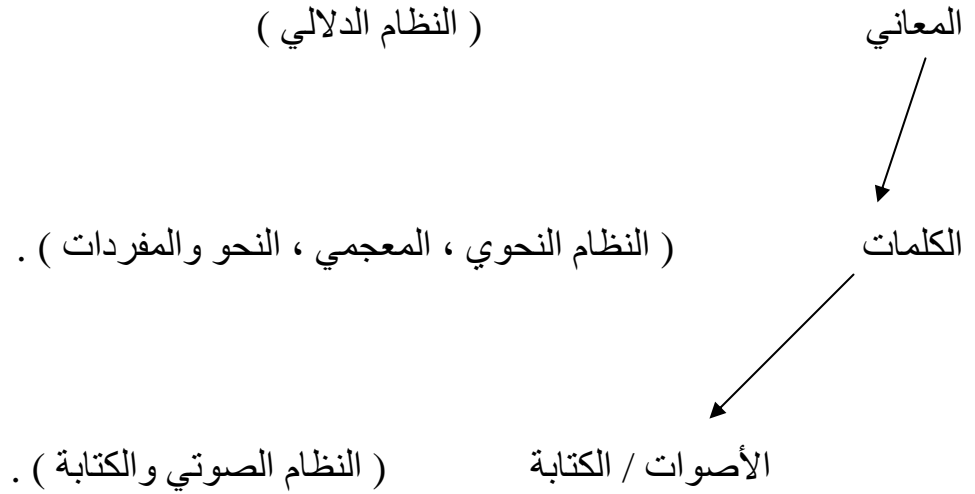 المعاني ( النظام الدلالي )
الكلمات ( النظام النحوي ، المعجمي ، النحو والمفردات ) .
الأصوات / الكتابة ( النظام الصوتي والكتابة ) .